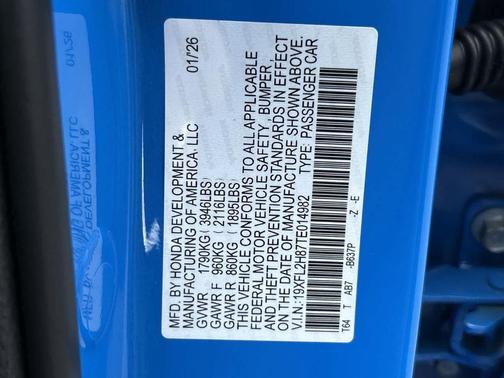 MFD. BY HONDA DEVELOPMENT & 01/26
MANUFACTURING OF AMERICA, LLC
GVWR 1790KG ( 3946LBS)
GAWR F 960KG ( 2116LBS)
GAWR R 860KG ( 1895LBS)
THIS VEHICLE CONFORMS TO ALL APPLICABLE
FEDERAL MOTOR VEHICLE SAFETY , BUMPER ,
AND THEFT PREVENTION STANDARDS IN EFFECT
ON THE DATE OF MANUFACTURE SHOWN ABOVE.
V.I.N.:19XFL2H87TE014982 TYPE: PASSENGER CAR
T64 T AB7 -B637P -Z -E